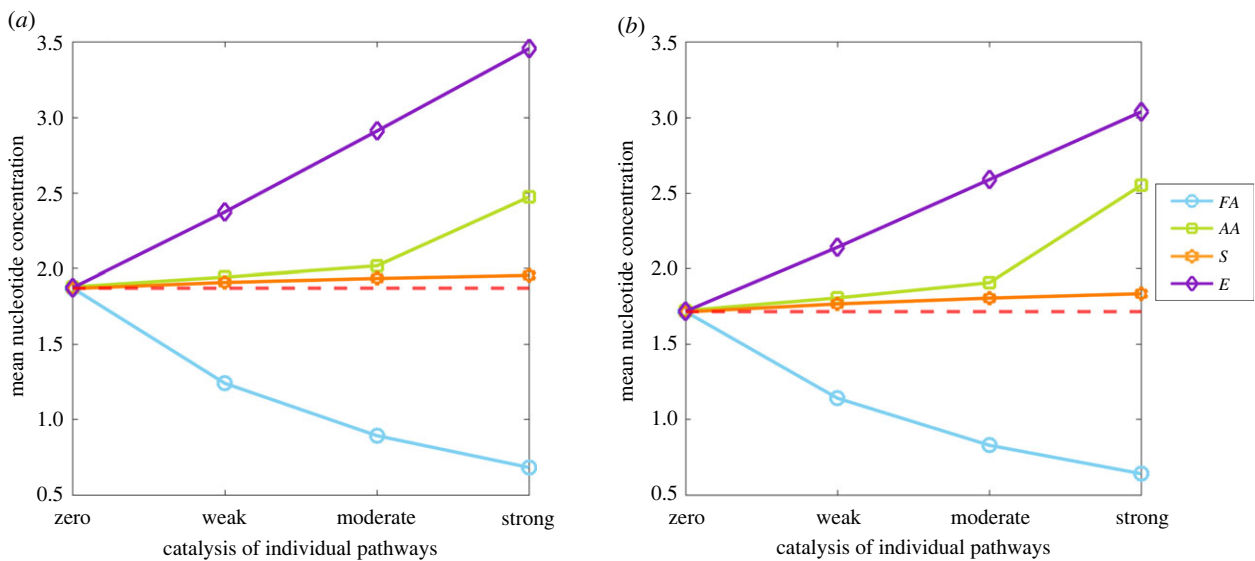 (a)
mean nucleotide concentration
3.5
3.0
2.5
2.0
1.5
1.0
0.5
zero weak moderate strong
catalysis of individual pathways
(b)
mean nucleotide concentration
3.5
3.0
2.5
2.0
1.5
1.0
0.5
zero weak moderate strong
catalysis of individual pathways
FA
AA
S
E